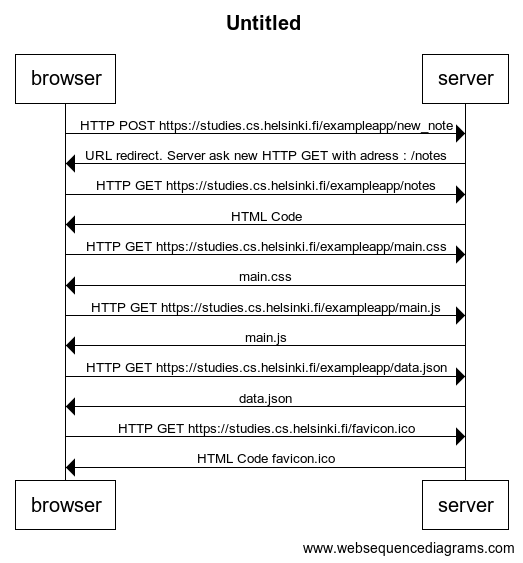 Untitled
browser server
HTTP POST https://studies.cs.helsinki.fi/exampleapp/new_note
URL redirect. Server ask new HTTP GET with adress : /notes
HTTP GET https://studies.cs.helsinki.fi/exampleapp/notes
HTML Code
HTTP GET https://studies.cs.helsinki.fi/exampleapp/main.css
main.css
HTTP GET https://studies.cs.helsinki.fi/exampleapp/main.js
main.js
HTTP GET https://studies.cs.helsinki.fi/exampleapp/data.json
data.json
HTTP GET https://studies.cs.helsinki.fi/favicon.ico
HTML Code favicon.ico
browser server
www.websequencediagrams.com